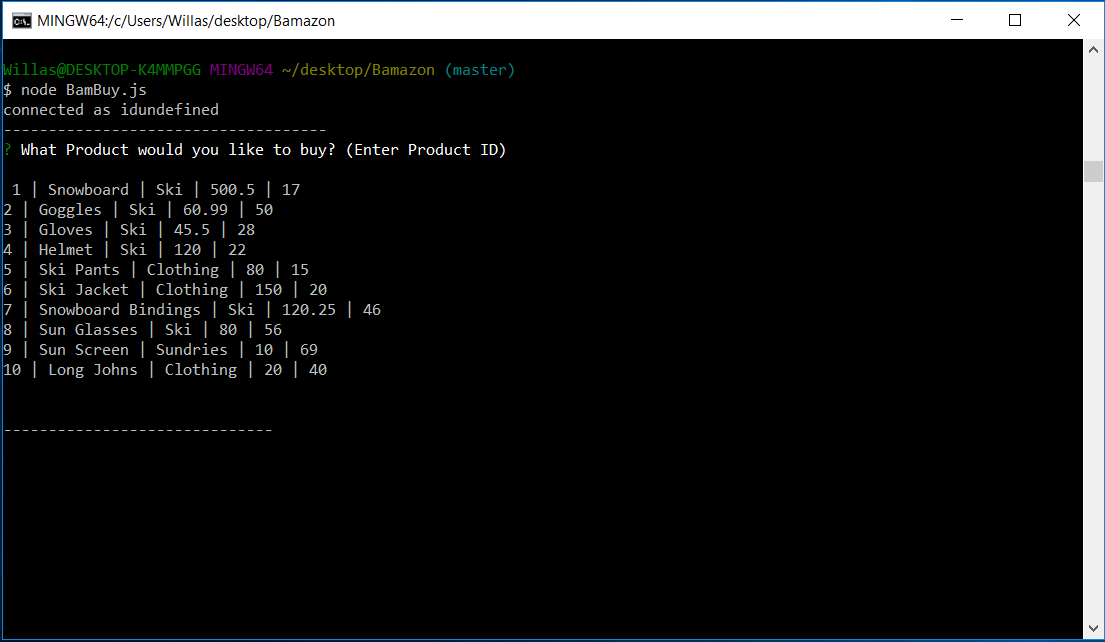 MINGW64:/c/Users/Willas/desktop/Bamazon
Willas@DESKTOP-K4MMPGG MINGW64 ~/desktop/Bamazon (master)
$ node BamBuy.js
connected as idundefined
------------------------------------
? What Product would you like to buy? (Enter Product ID)
1 | Snowboard | Ski | 500.5 | 17
2 | Goggles | Ski | 60.99 | 50
3 | Gloves | Ski | 45.5 | 28
4 | Helmet | Ski | 120 | 22
5 | Ski Pants | Clothing | 80 | 15
6 | Ski Jacket | Clothing | 150 | 20
7 | Snowboard Bindings | Ski | 120.25 | 46
8 | Sun Glasses | Ski | 80 | 56
9 | Sun Screen | Sundries | 10 | 69
10 | Long Johns | Clothing | 20 | 40
------------------------------